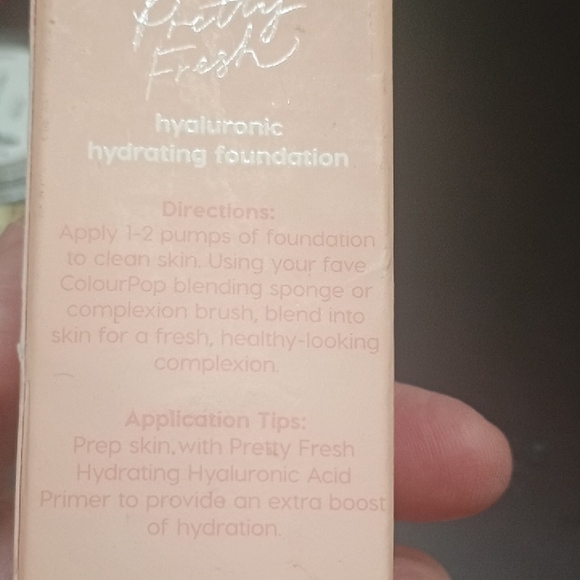 Pretty
Fresh
hyaluronic
hydrating foundation
Directions:
Apply 1-2 pumps of foundation
to clean skin. Using your fave
ColourPop blending sponge or
complexion brush, blend into
skin for a fresh, healthy-looking
complexion.
Application Tips:
Prep skin with Pretty Fresh
Hydrating Hyaluronic Acid
Primer to provide an extra boost
of hydration.